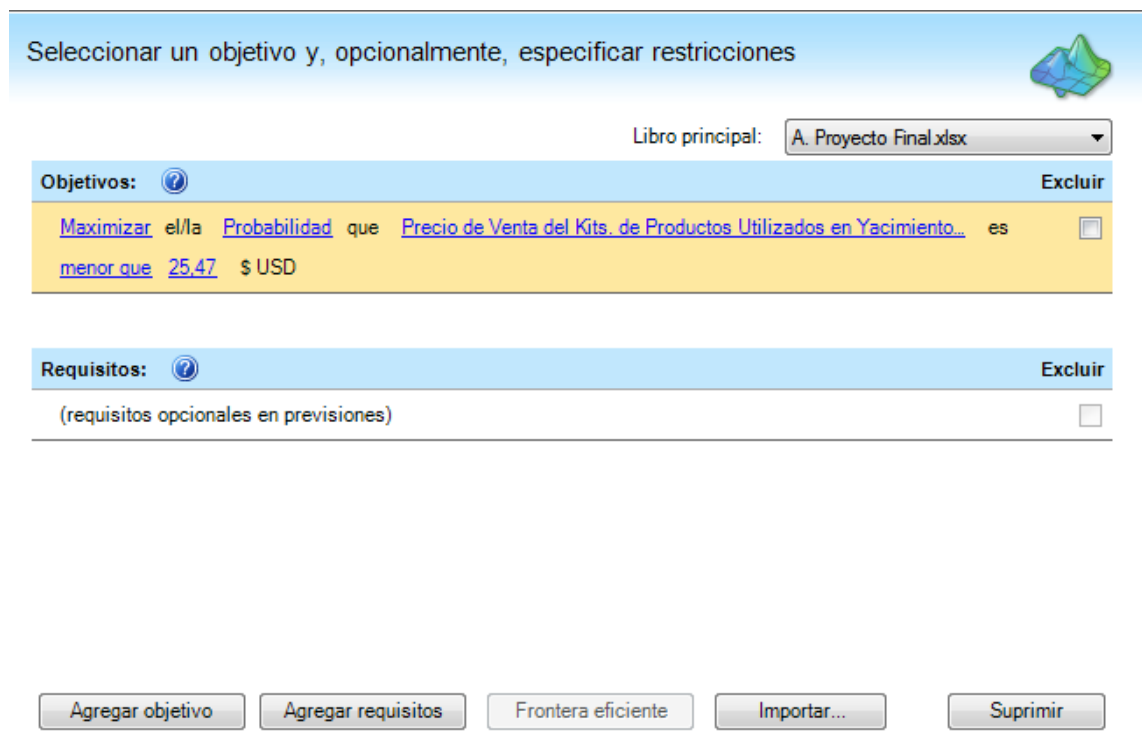 Seleccionar un objetivo y, opcionalmente, especificar restricciones
Libro principal: A. Proyecto Final.xlsx
Objetivos: Excluir
Maximizar el/la Probabilidad que Precio de Venta del Kits. de Productos Utilizados en Yacimiento... es
menor que 25,47 $ USD
Requisitos: Excluir
(requisitos opcionales en previsiones)
Agregar objetivo Agregar requisitos Frontera eficiente Importar... Suprimir